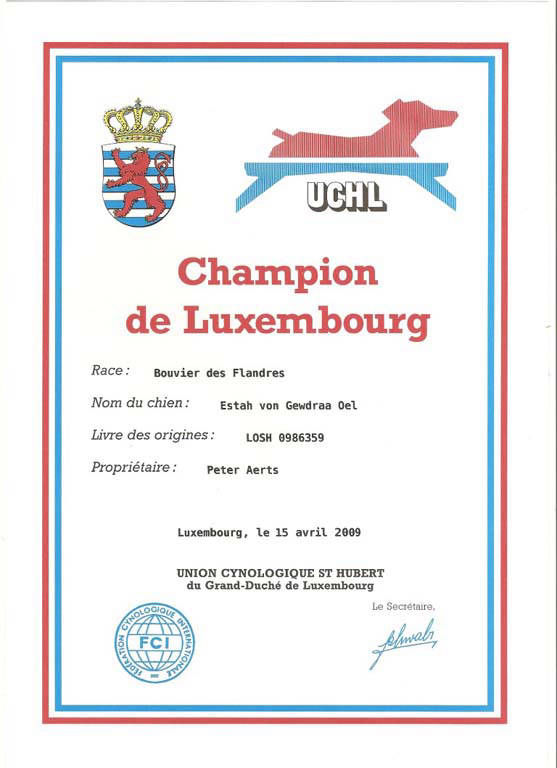 UCHL
Champion
de Luxembourg
Race : Bouvier des Flandres
Nom du chien : Estah von Gewdraa Oel
Livre des origines : LOSH 0986359
Propriétaire : Peter Aerts
Luxembourg, le 15 avril 2009
UNION CYNOLOGIQUE ST HUBERT
du Grand-Duché de Luxembourg
Le Secrétaire,
FÉDÉRATION CYNOLOGIQUE INTERNATIONALE
FCI